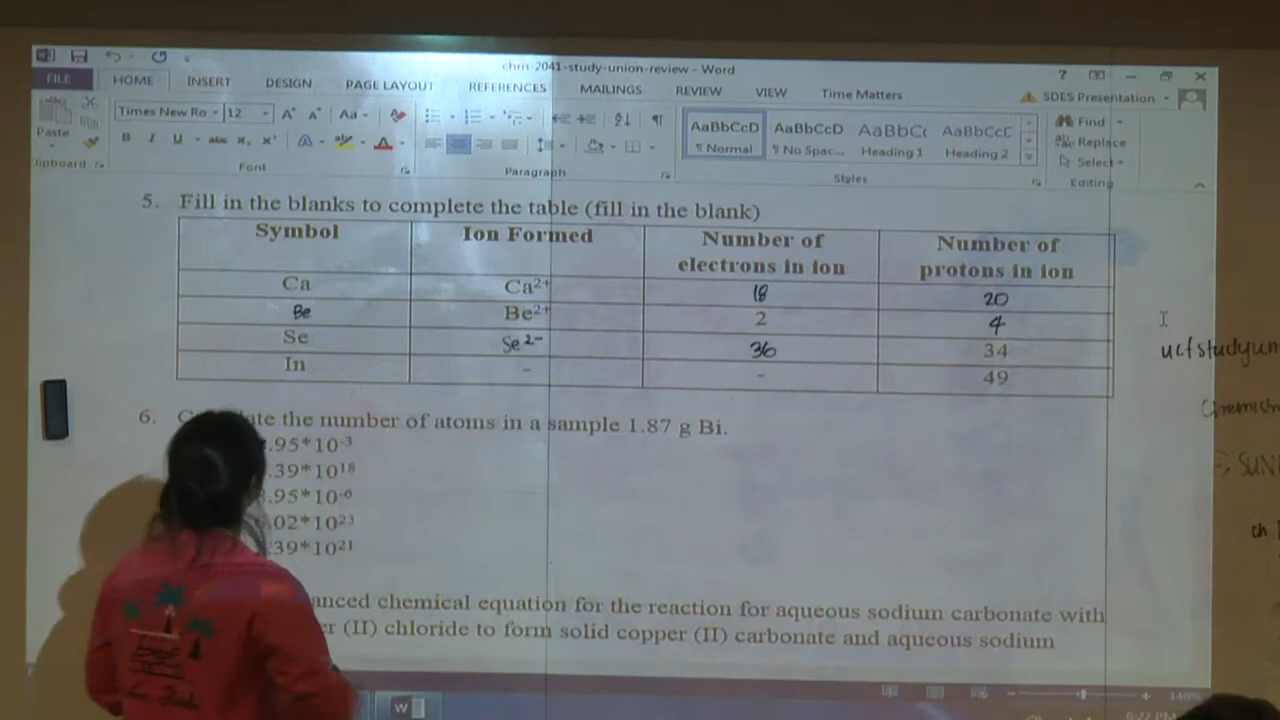 chm-2041-study-union-review - Word
FILE HOME INSERT DESIGN PAGE LAYOUT REFERENCES MAILINGS REVIEW VIEW Time Matters SDES Presentation
Times New Ro 12 Aa
Paste
B I U abc
AaBbCcD AaBbCcD AaBbC AaBbCcD
¶ Normal ¶ No Spac... Heading 1 Heading 2
Find
Replace
Select
Clipboard Font Paragraph Styles Editing
5. Fill in the blanks to complete the table (fill in the blank)
Symbol Ion Formed Number of electrons in ion Number of protons in ion
Ca Ca²⁺ 18 20
Be Be²⁺ 2 4
Se Se²⁻ 36 34
In - - 49
ucfstudyun
6. the number of atoms in a sample 1.87 g Bi.
.95*10⁻³
.39*10¹⁸
.95*10
.02*10²³
.39*10²¹
anced chemical equation for the reaction for aqueous sodium carbonate with
(II) chloride to form solid copper (II) carbonate and aqueous sodium
140%